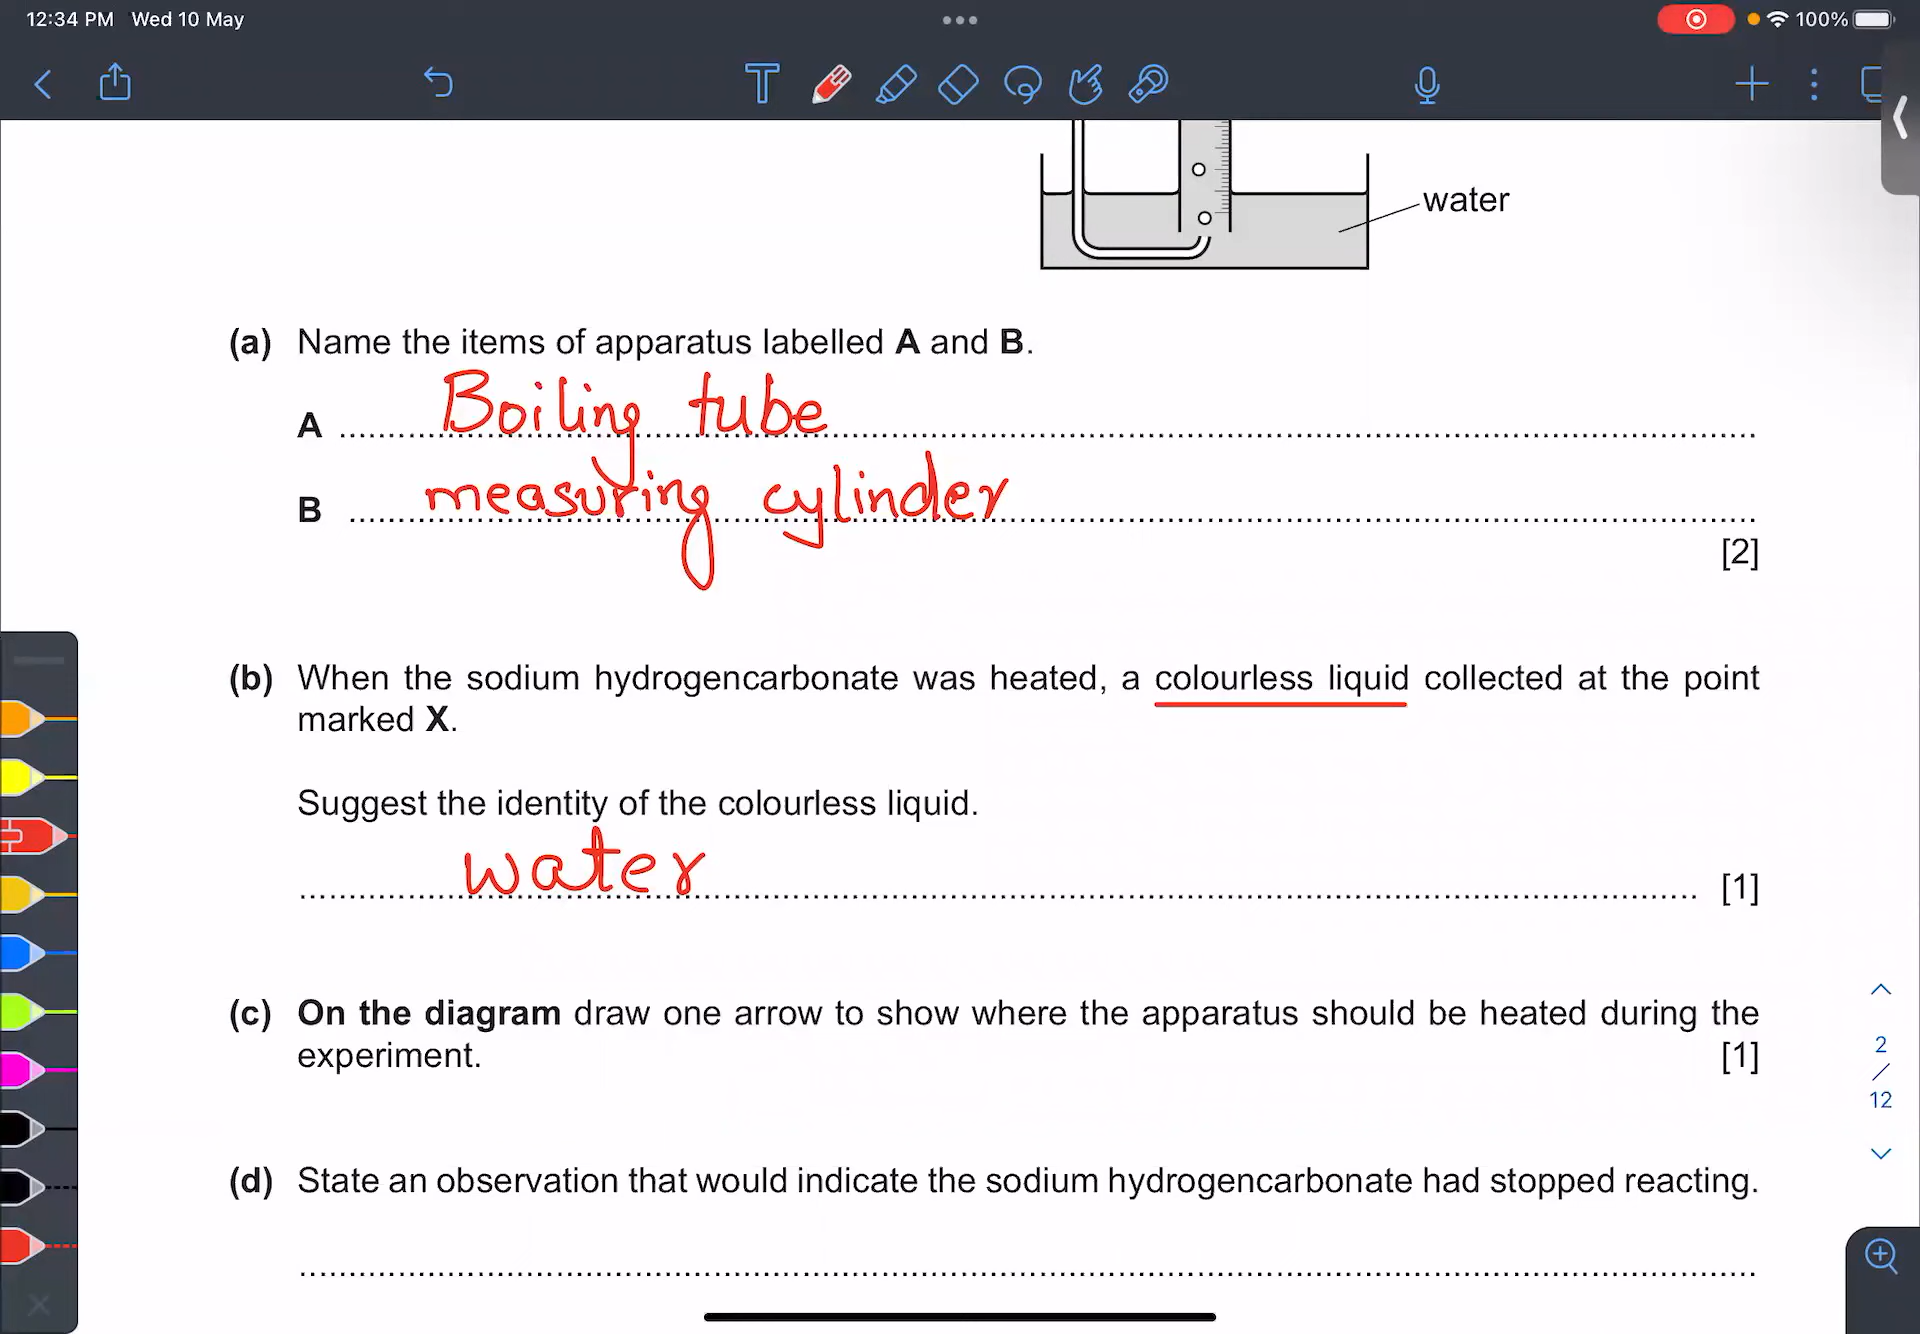 12:34 PM Wed 10 May
100%
water
(a) Name the items of apparatus labelled A and B.
A Boiling tube
B measuring cylinder
[2]
(b) When the sodium hydrogencarbonate was heated, a colourless liquid collected at the point
marked X.
Suggest the identity of the colourless liquid.
water [1]
(c) On the diagram draw one arrow to show where the apparatus should be heated during the
experiment. [1]
2
/
12
(d) State an observation that would indicate the sodium hydrogencarbonate had stopped reacting.